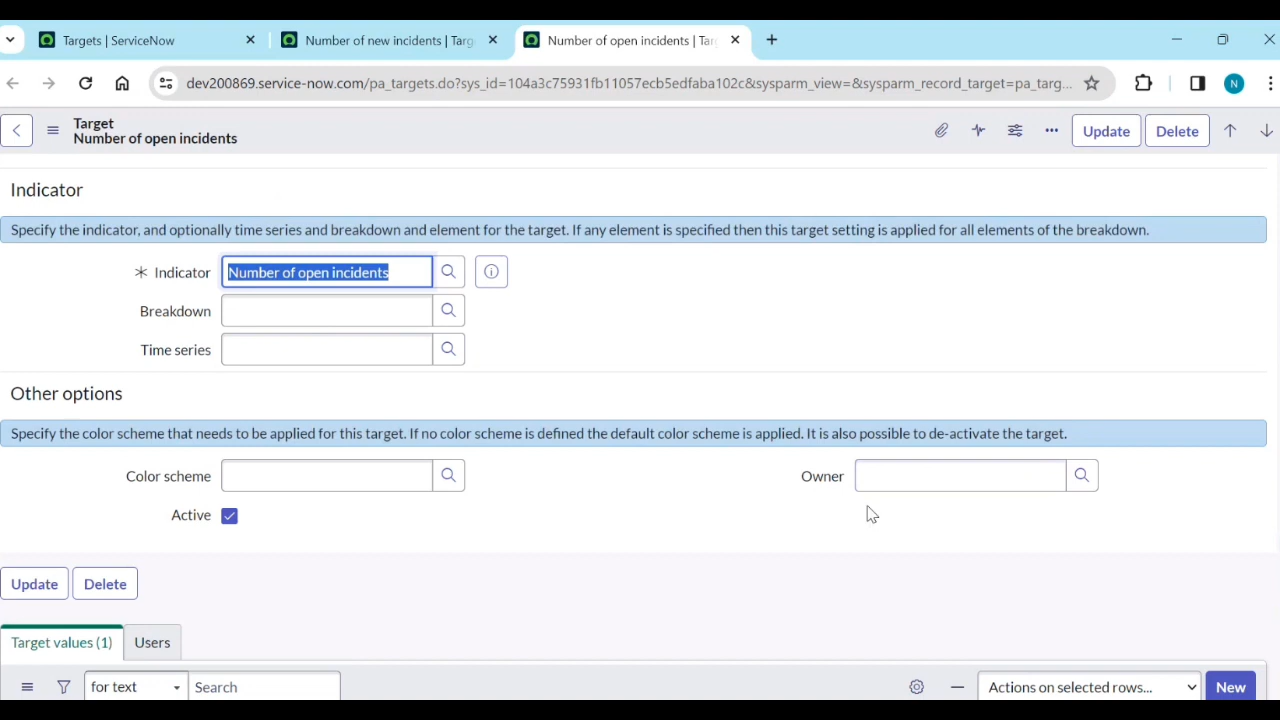 Targets | ServiceNow
Number of new incidents | Targ
Number of open incidents | Targ
dev200869.service-now.com/pa_targets.do?sys_id=104a3c75931fb11057ecb5edfaba102c&sysparm_view=&sysparm_record_target=pa_targ...
N
Target
Number of open incidents
Update
Delete
Indicator
Specify the indicator, and optionally time series and breakdown and element for the target. If any element is specified then this target setting is applied for all elements of the breakdown.
Indicator Number of open incidents
Breakdown
Time series
Other options
Specify the color scheme that needs to be applied for this target. If no color scheme is defined the default color scheme is applied. It is also possible to de-activate the target.
Color scheme
Owner
Active
Update
Delete
Target values (1)
Users
for text
Search
Actions on selected rows...
New